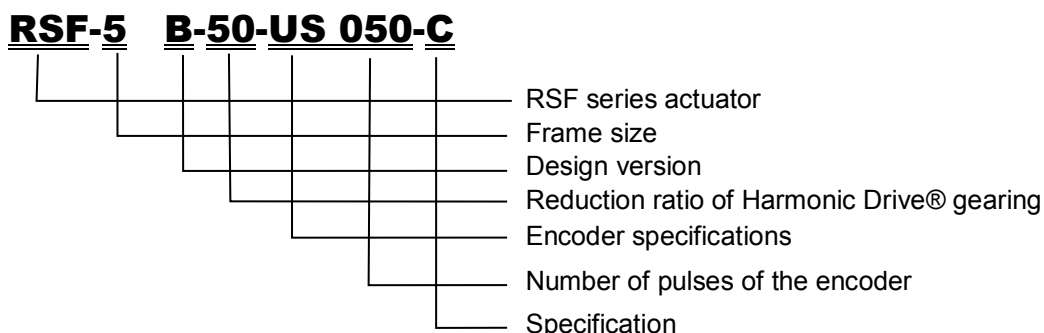 RSF-5 B-50-US 050-C
RSF series actuator
Frame size
Design version
Reduction ratio of Harmonic Drive® gearing
Encoder specifications
Number of pulses of the encoder
Specification